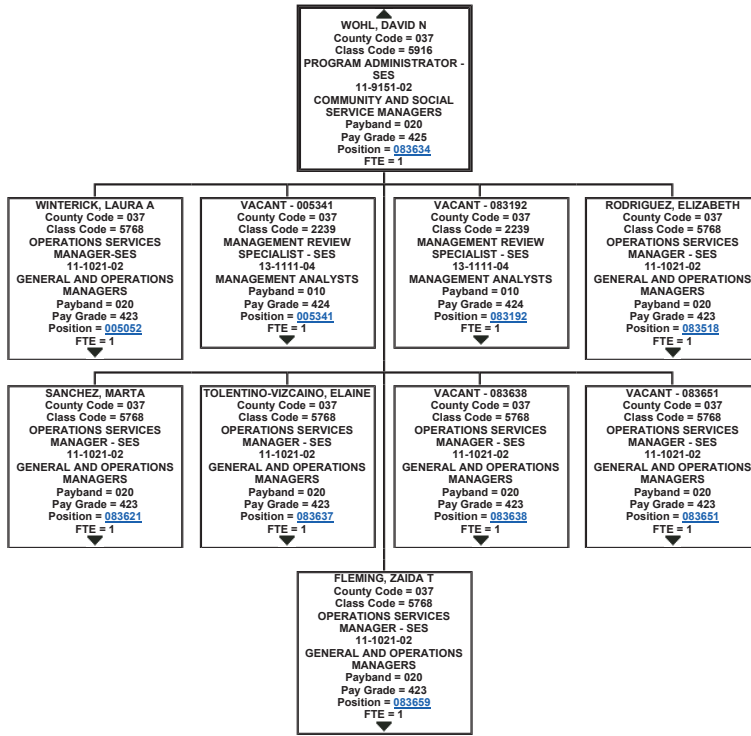 WOHL, DAVID N
County Code = 037
Class Code = 5916
PROGRAM ADMINISTRATOR -
SES
11-9151-02
COMMUNITY AND SOCIAL
SERVICE MANAGERS
Payband = 020
Pay Grade = 425
Position = 083634
FTE = 1
WINTERICK, LAURA A
County Code = 037
Class Code = 5768
OPERATIONS SERVICES
MANAGER-SES
11-1021-02
GENERAL AND OPERATIONS
MANAGERS
Payband = 020
Pay Grade = 423
Position = 005052
FTE = 1
VACANT - 005341
County Code = 037
Class Code = 2239
MANAGEMENT REVIEW
SPECIALIST - SES
13-1111-04
MANAGEMENT ANALYSTS
Payband = 010
Pay Grade = 424
Position = 005341
FTE = 1
VACANT - 083192
County Code = 037
Class Code = 2239
MANAGEMENT REVIEW
SPECIALIST - SES
13-1111-04
MANAGEMENT ANALYSTS
Payband = 010
Pay Grade = 424
Position = 083192
FTE = 1
RODRIGUEZ, ELIZABETH
County Code = 037
Class Code = 5768
OPERATIONS SERVICES
MANAGER - SES
11-1021-02
GENERAL AND OPERATIONS
MANAGERS
Payband = 020
Pay Grade = 423
Position = 083518
FTE = 1
SANCHEZ, MARTA
County Code = 037
Class Code = 5768
OPERATIONS SERVICES
MANAGER - SES
11-1021-02
GENERAL AND OPERATIONS
MANAGERS
Payband = 020
Pay Grade = 423
Position = 083621
FTE = 1
TOLENTINO-VIZCAINO, ELAINE
County Code = 037
Class Code = 5768
OPERATIONS SERVICES
MANAGER - SES
11-1021-02
GENERAL AND OPERATIONS
MANAGERS
Payband = 020
Pay Grade = 423
Position = 083637
FTE = 1
VACANT - 083638
County Code = 037
Class Code = 5768
OPERATIONS SERVICES
MANAGER - SES
11-1021-02
GENERAL AND OPERATIONS
MANAGERS
Payband = 020
Pay Grade = 423
Position = 083638
FTE = 1
VACANT - 083651
County Code = 037
Class Code = 5768
OPERATIONS SERVICES
MANAGER - SES
11-1021-02
GENERAL AND OPERATIONS
MANAGERS
Payband = 020
Pay Grade = 423
Position = 083651
FTE = 1
FLEMING, ZAIDA T
County Code = 037
Class Code = 5768
OPERATIONS SERVICES
MANAGER - SES
11-1021-02
GENERAL AND OPERATIONS
MANAGERS
Payband = 020
Pay Grade = 423
Position = 083659
FTE = 1